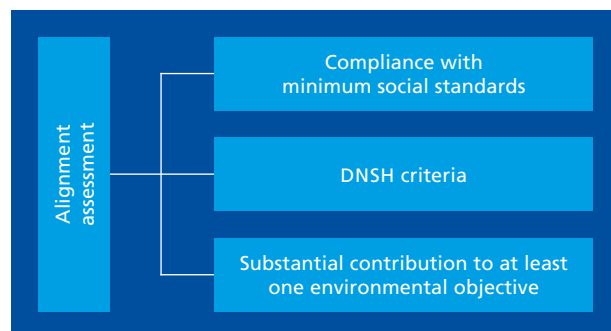 Alignment
assessment
Compliance with
minimum social standards
DNSH criteria
Substantial contribution to at least
one environmental objective